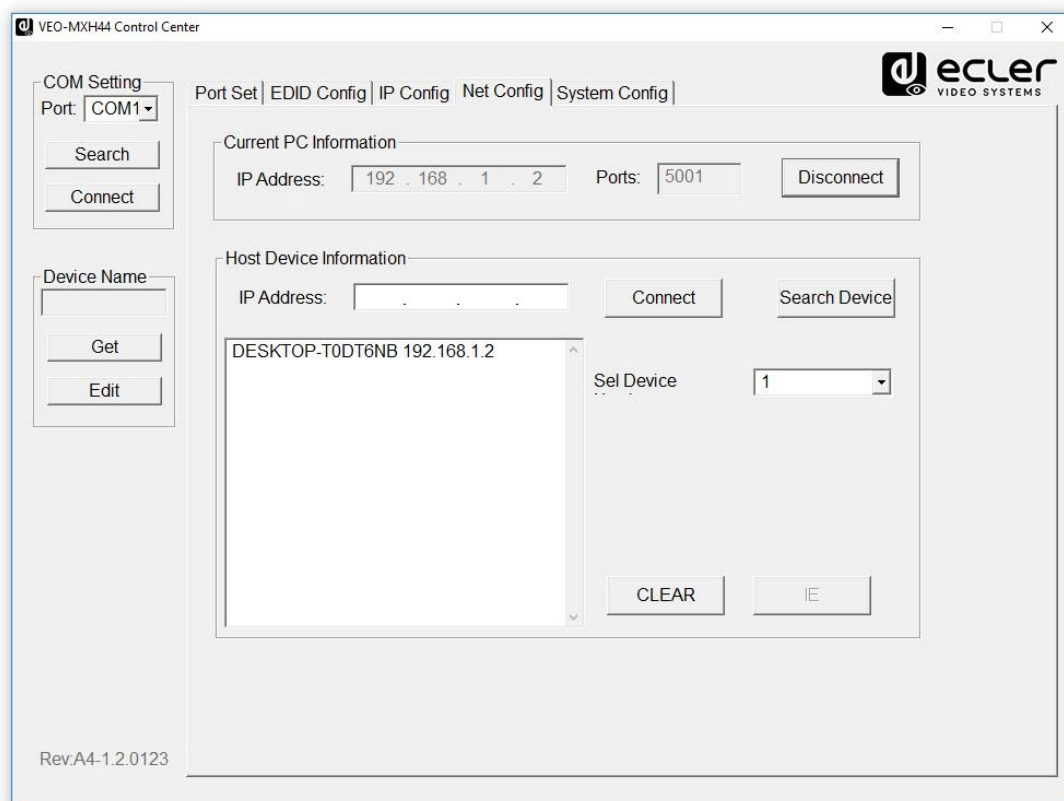 VEO-MXH44 Control Center
ecler
VIDEO SYSTEMS
COM Setting
Port: COM1
Search
Connect
Device Name
Get
Edit
Rev:A4-1.2.0123
Port Set EDID Config IP Config Net Config System Config
Current PC Information
IP Address: 192 . 168 . 1 . 2 Ports: 5001 Disconnect
Host Device Information
IP Address: . . . Connect Search Device
DESKTOP-T0DT6NB 192.168.1.2
Sel Device 1
CLEAR IE